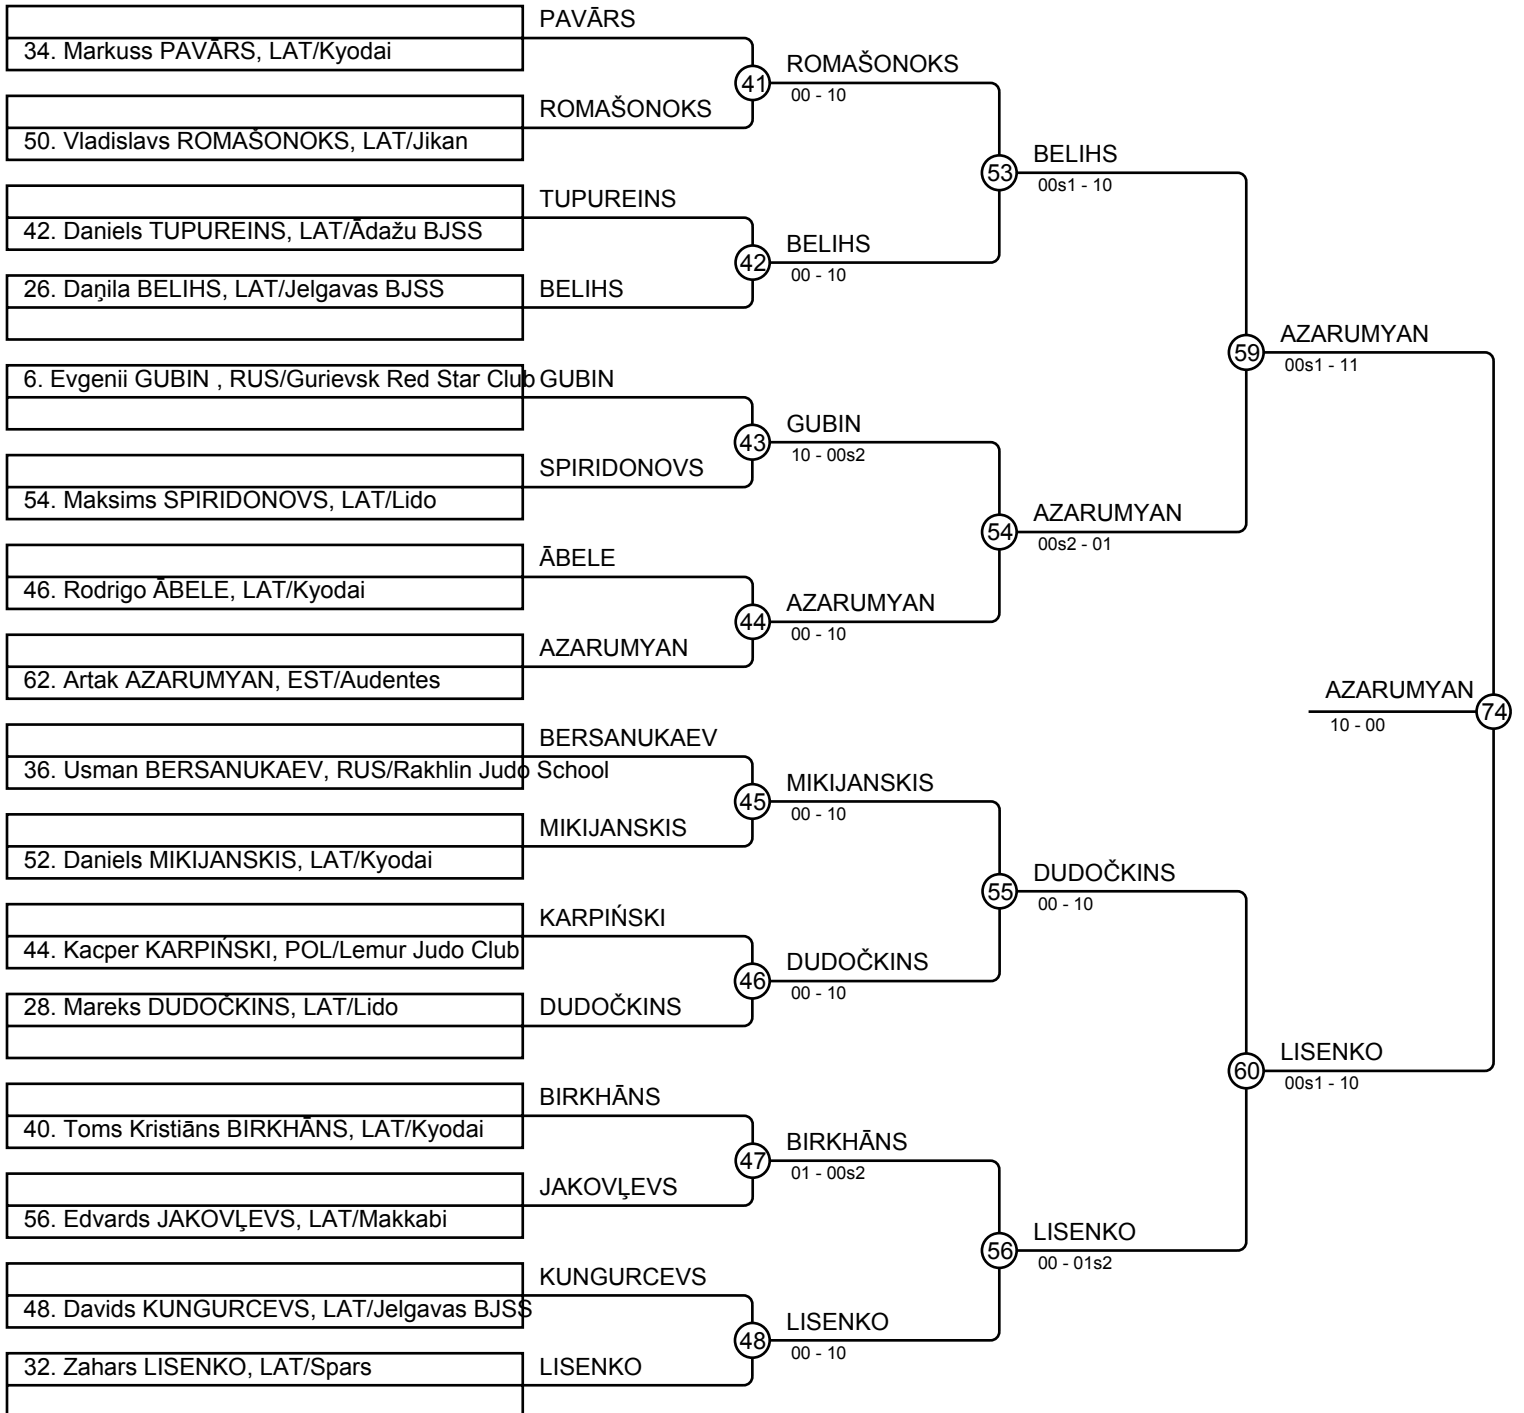 PAVĀRS
34. Markuss PAVĀRS, LAT/Kyodai
41
ROMAŠONOKS
00 - 10
ROMAŠONOKS
50. Vladislavs ROMAŠONOKS, LAT/Jikan
53
BELIHS
00s1 - 10
TUPUREINS
42. Daniels TUPUREINS, LAT/Ādažu BJSS
42
BELIHS
00 - 10
26. Daņila BELIHS, LAT/Jelgavas BJSS
BELIHS
59
AZARUMYAN
00s1 - 11
6. Evgenii GUBIN , RUS/Gurievsk Red Star Club
GUBIN
43
GUBIN
10 - 00s2
SPIRIDONOVS
54. Maksims SPIRIDONOVS, LAT/Lido
54
AZARUMYAN
00s2 - 01
ĀBELE
46. Rodrigo ĀBELE, LAT/Kyodai
44
AZARUMYAN
00 - 10
AZARUMYAN
62. Artak AZARUMYAN, EST/Audentes
AZARUMYAN
74
10 - 00
BERSANUKAEV
36. Usman BERSANUKAEV, RUS/Rakhlin Judo School
45
MIKIJANSKIS
00 - 10
MIKIJANSKIS
52. Daniels MIKIJANSKIS, LAT/Kyodai
55
DUDOČKINS
00 - 10
KARPIŃSKI
44. Kacper KARPIŃSKI, POL/Lemur Judo Club
46
DUDOČKINS
00 - 10
28. Mareks DUDOČKINS, LAT/Lido
DUDOČKINS
60
LISENKO
00s1 - 10
BIRKHĀNS
40. Toms Kristiāns BIRKHĀNS, LAT/Kyodai
47
BIRKHĀNS
01 - 00s2
JAKOVĻEVS
56. Edvards JAKOVĻEVS, LAT/Makkabi
56
LISENKO
00 - 01s2
KUNGURCEVS
48. Davids KUNGURCEVS, LAT/Jelgavas BJSS
48
LISENKO
00 - 10
32. Zahars LISENKO, LAT/Spars
LISENKO